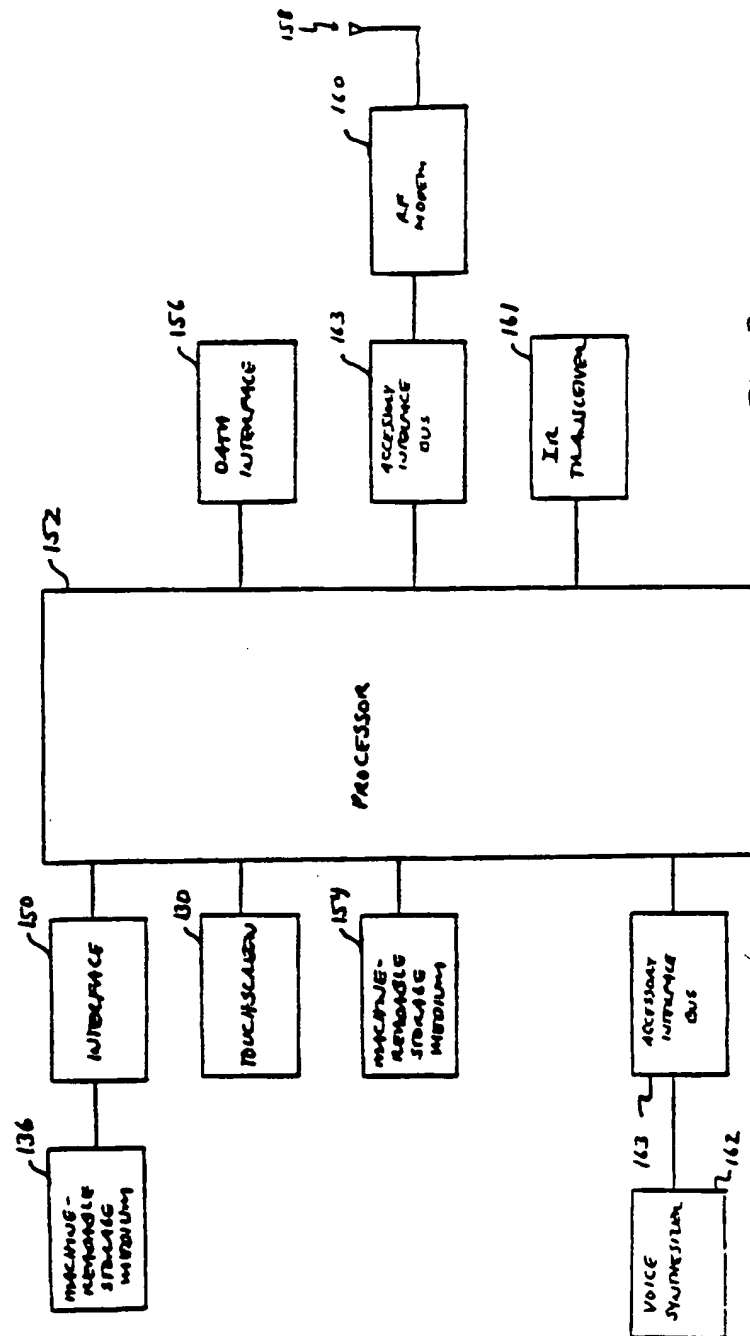 136
MACHINE-
READABLE
STORAGE
MEDIUM
150
INTERFACE
130
TOUCHSCREEN
154
MACHINE-
READABLE
STORAGE
MEDIUM
VOICE
SYNTHESIZER
162
163
ACCESSORY
INTERFACE
BUS
152
PROCESSOR
156
DATA
INTERFACE
163
ACCESSORY
INTERFACE
BUS
161
IR
TRANSCEIVER
160
RF
MODEM
158